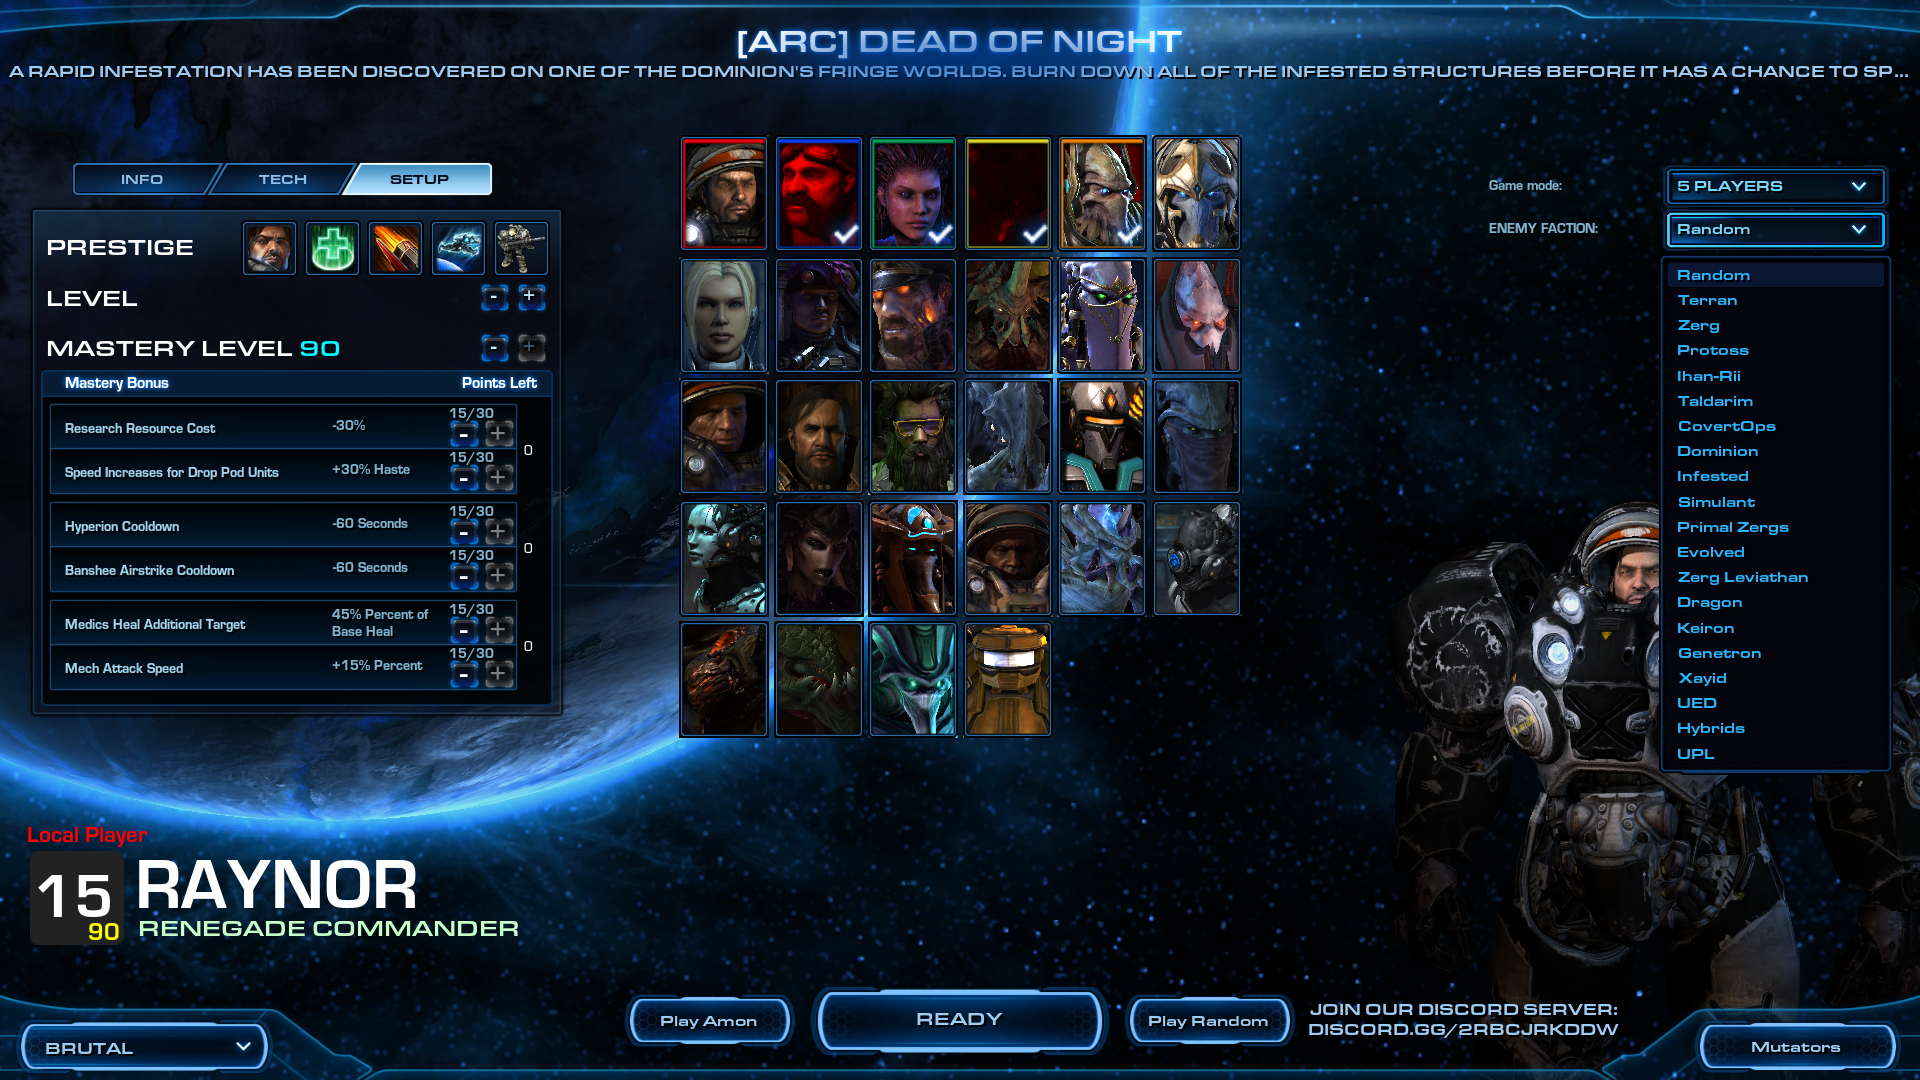 [ARC] DEAD OF NIGHT
A RAPID INFESTATION HAS BEEN DISCOVERED ON ONE OF THE DOMINION'S FRINGE WORLDS. BURN DOWN ALL OF THE INFESTED STRUCTURES BEFORE IT HAS A CHANCE TO SP...
INFO
TECH
SETUP
PRESTIGE
LEVEL
- +
MASTERY LEVEL 90
- +
Mastery Bonus Points Left
Research Resource Cost -30% 15/30
- +
Speed Increases for Drop Pod Units +30% Haste 15/30
- +
0
Hyperion Cooldown -60 Seconds 15/30
- +
Banshee Airstrike Cooldown -60 Seconds 15/30
- +
0
Medics Heal Additional Target 45% Percent of
Base Heal 15/30
- +
Mech Attack Speed +15% Percent 15/30
- +
0
Game mode: 5 PLAYERS
ENEMY FACTION: Random
Random
Terran
Zerg
Protoss
Ihan-Rii
Taldarim
CovertOps
Dominion
Infested
Simulant
Primal Zergs
Evolved
Zerg Leviathan
Dragon
Keiron
Genetron
Xayid
UED
Hybrids
UPL
Local Player
15
90
RAYNOR
RENEGADE COMMANDER
BRUTAL
Play Amon
READY
Play Random
JOIN OUR DISCORD SERVER:
DISCORD.GG/2RBCJRKDDW
Mutators